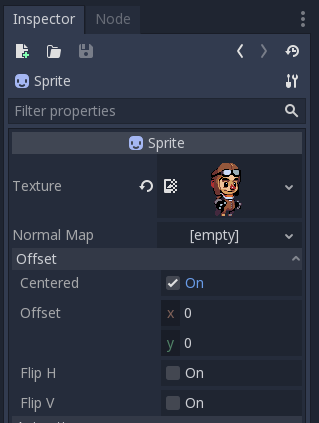 Inspector Node
Sprite
Filter properties
Sprite
Texture
Normal Map [empty]
Offset
Centered On
Offset x 0
y 0
Flip H On
Flip V On